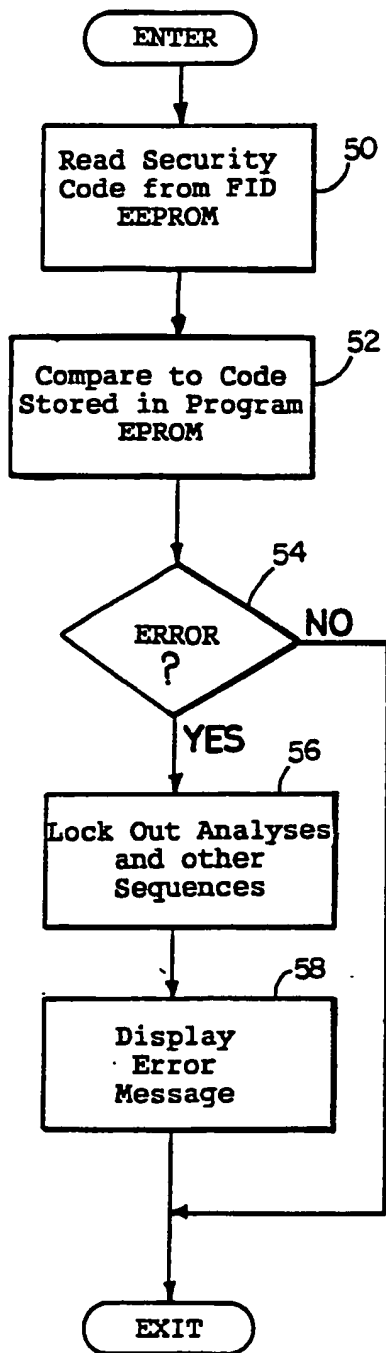 ENTER
Read Security
Code from FID
EEPROM
50
Compare to Code
Stored in Program
EPROM
52
54
ERROR
?
NO
YES
56
Lock Out Analyses
and other
Sequences
58
Display
Error
Message
EXIT